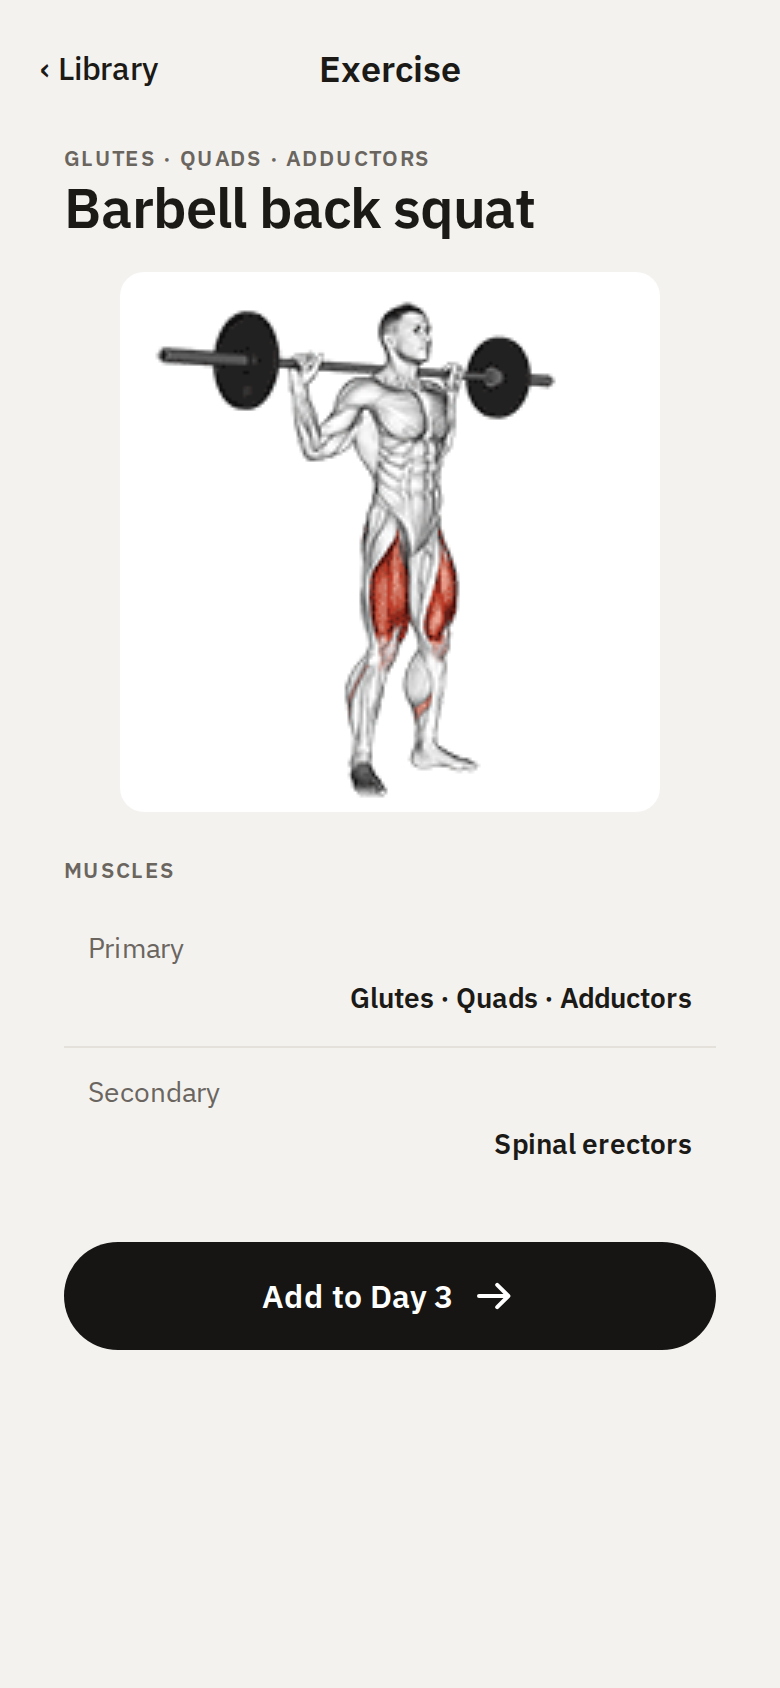 ‹ Library
Exercise
GLUTES · QUADS · ADDUCTORS
Barbell back squat
MUSCLES
Primary
Glutes · Quads · Adductors
Secondary
Spinal erectors
Add to Day 3 →